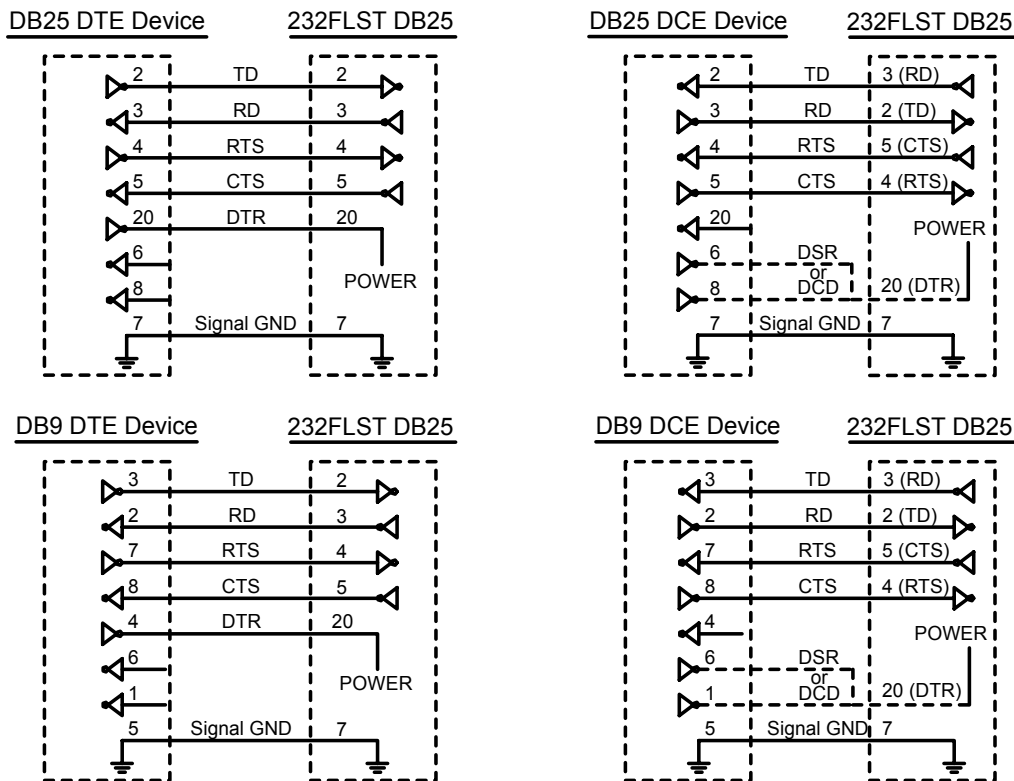 DB25 DTE Device 232FLST DB25
2 TD 2
3 RD 3
4 RTS 4
5 CTS 5
20 DTR 20
6
POWER
8
7 Signal GND 7
DB25 DCE Device 232FLST DB25
2 TD 3 (RD)
3 RD 2 (TD)
4 RTS 5 (CTS)
5 CTS 4 (RTS)
20
POWER
6 DSR
or
8 DCD 20 (DTR)
7 Signal GND 7
DB9 DTE Device 232FLST DB25
3 TD 2
2 RD 3
7 RTS 4
8 CTS 5
4 DTR 20
6
POWER
1
5 Signal GND 7
DB9 DCE Device 232FLST DB25
3 TD 3 (RD)
2 RD 2 (TD)
7 RTS 5 (CTS)
8 CTS 4 (RTS)
4
POWER
6 DSR
or
1 DCD 20 (DTR)
5 Signal GND 7